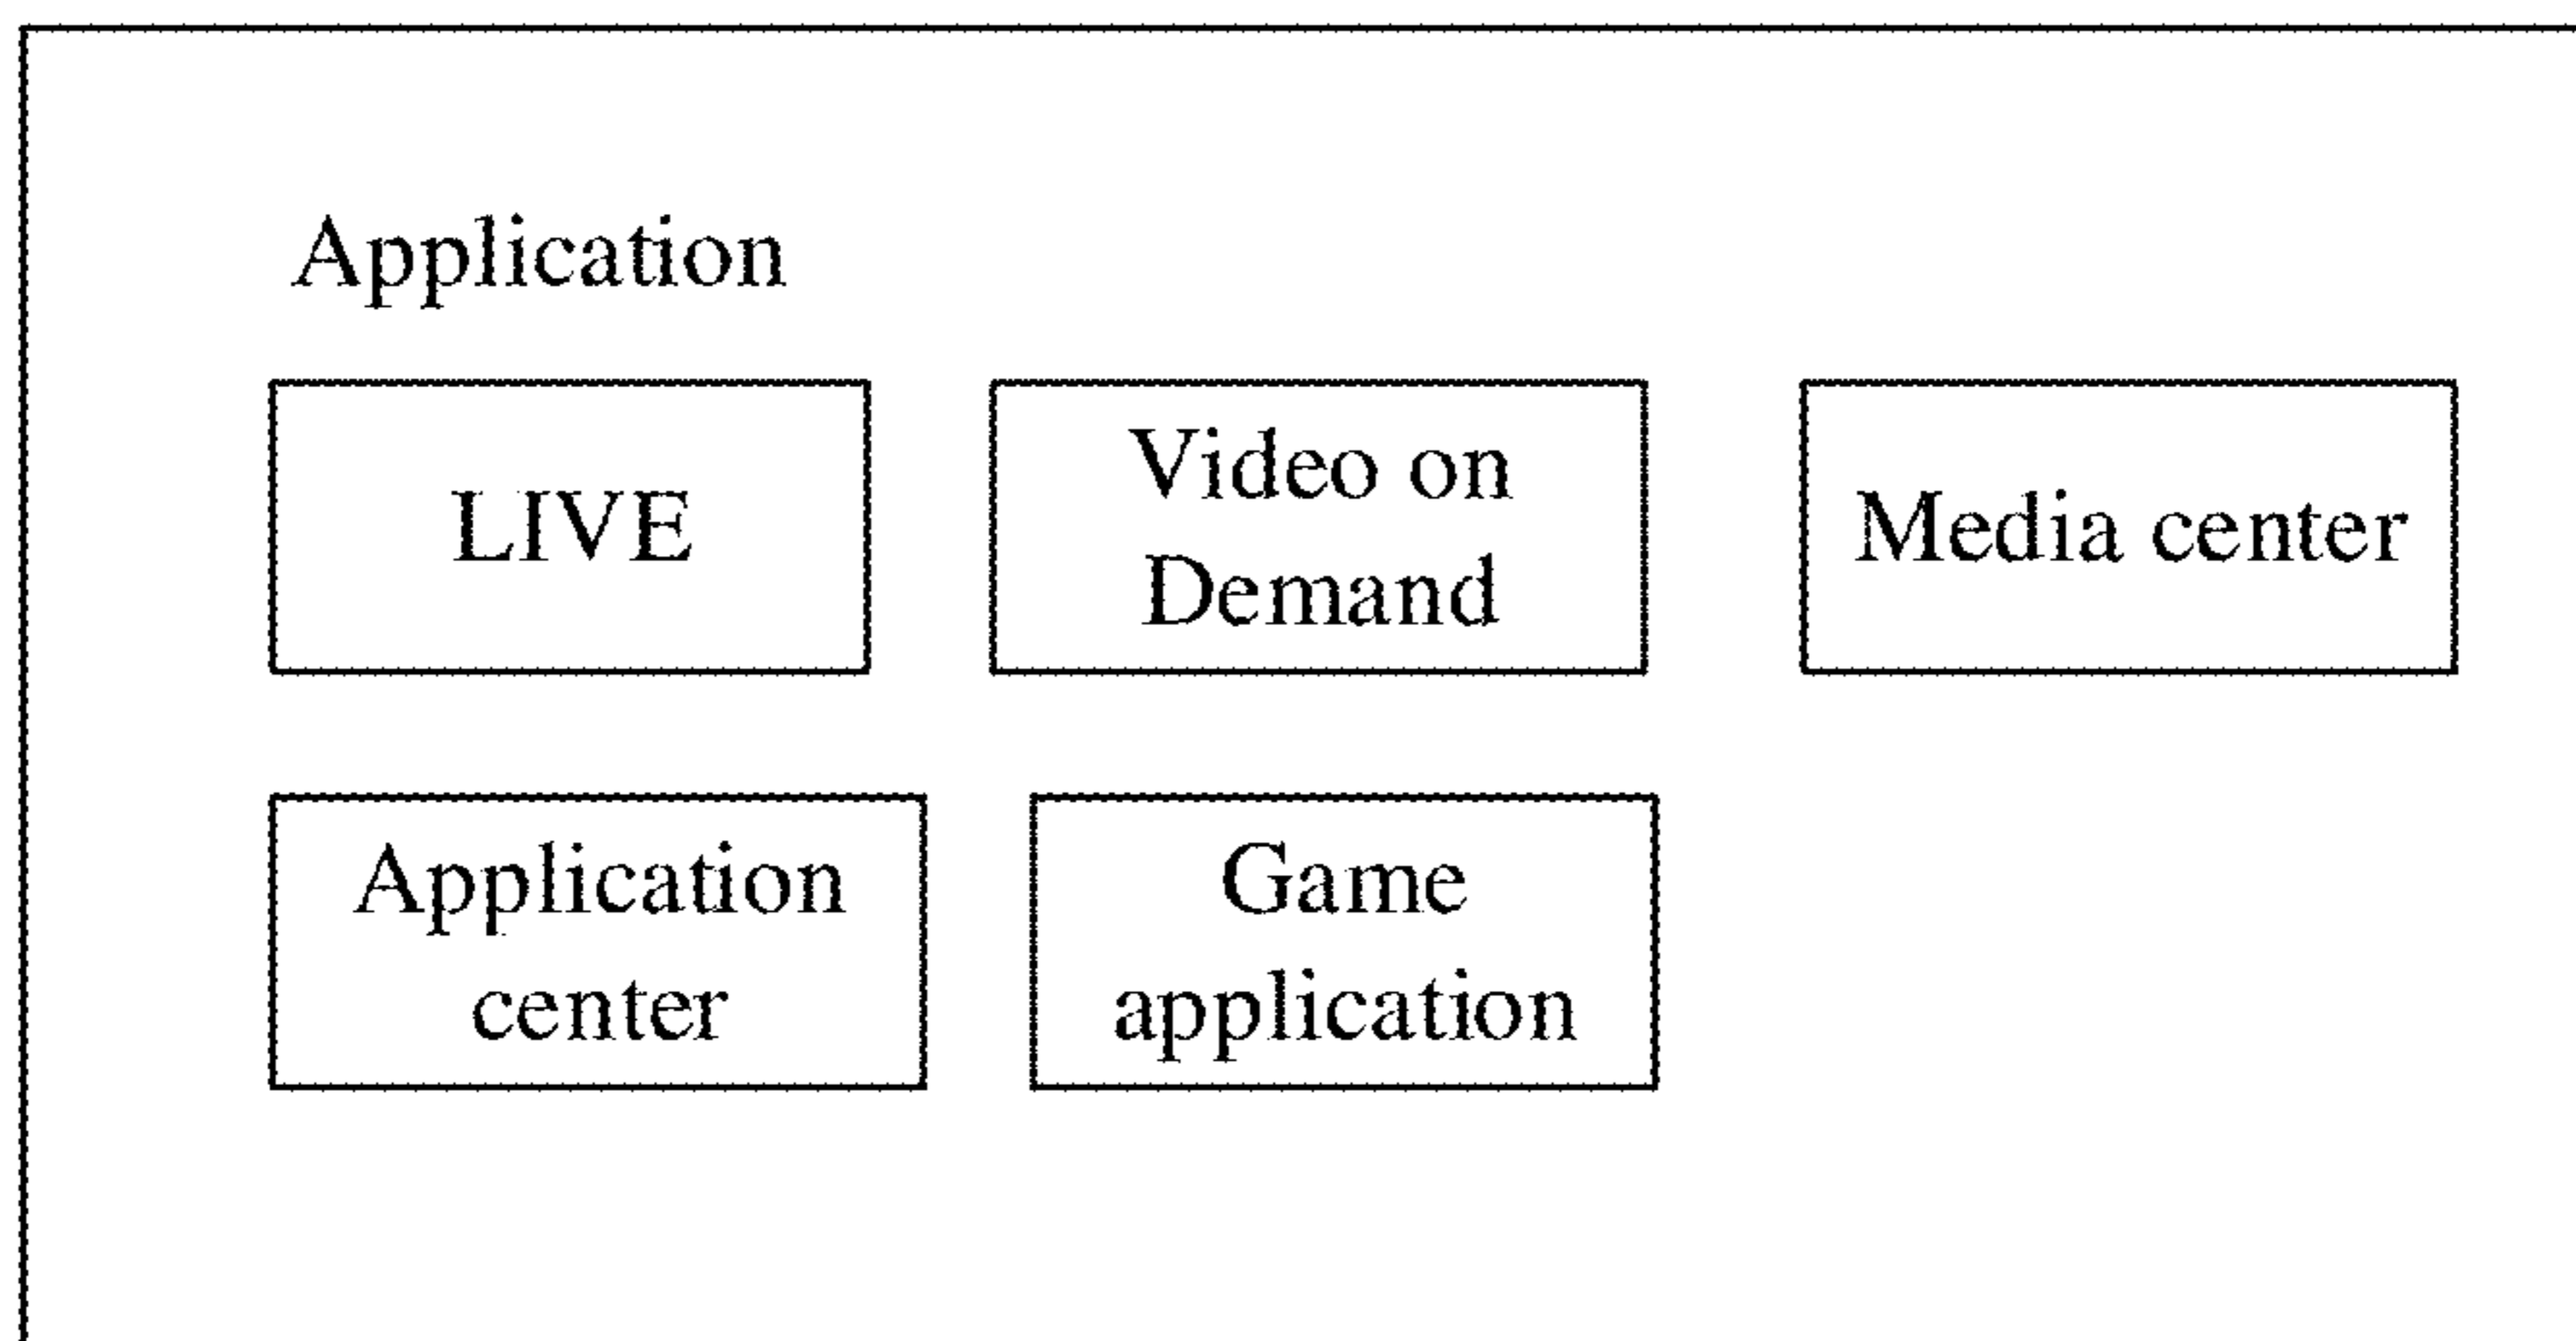 Application
LIVE
Video on
Demand
Media center
Application
center
Game
application